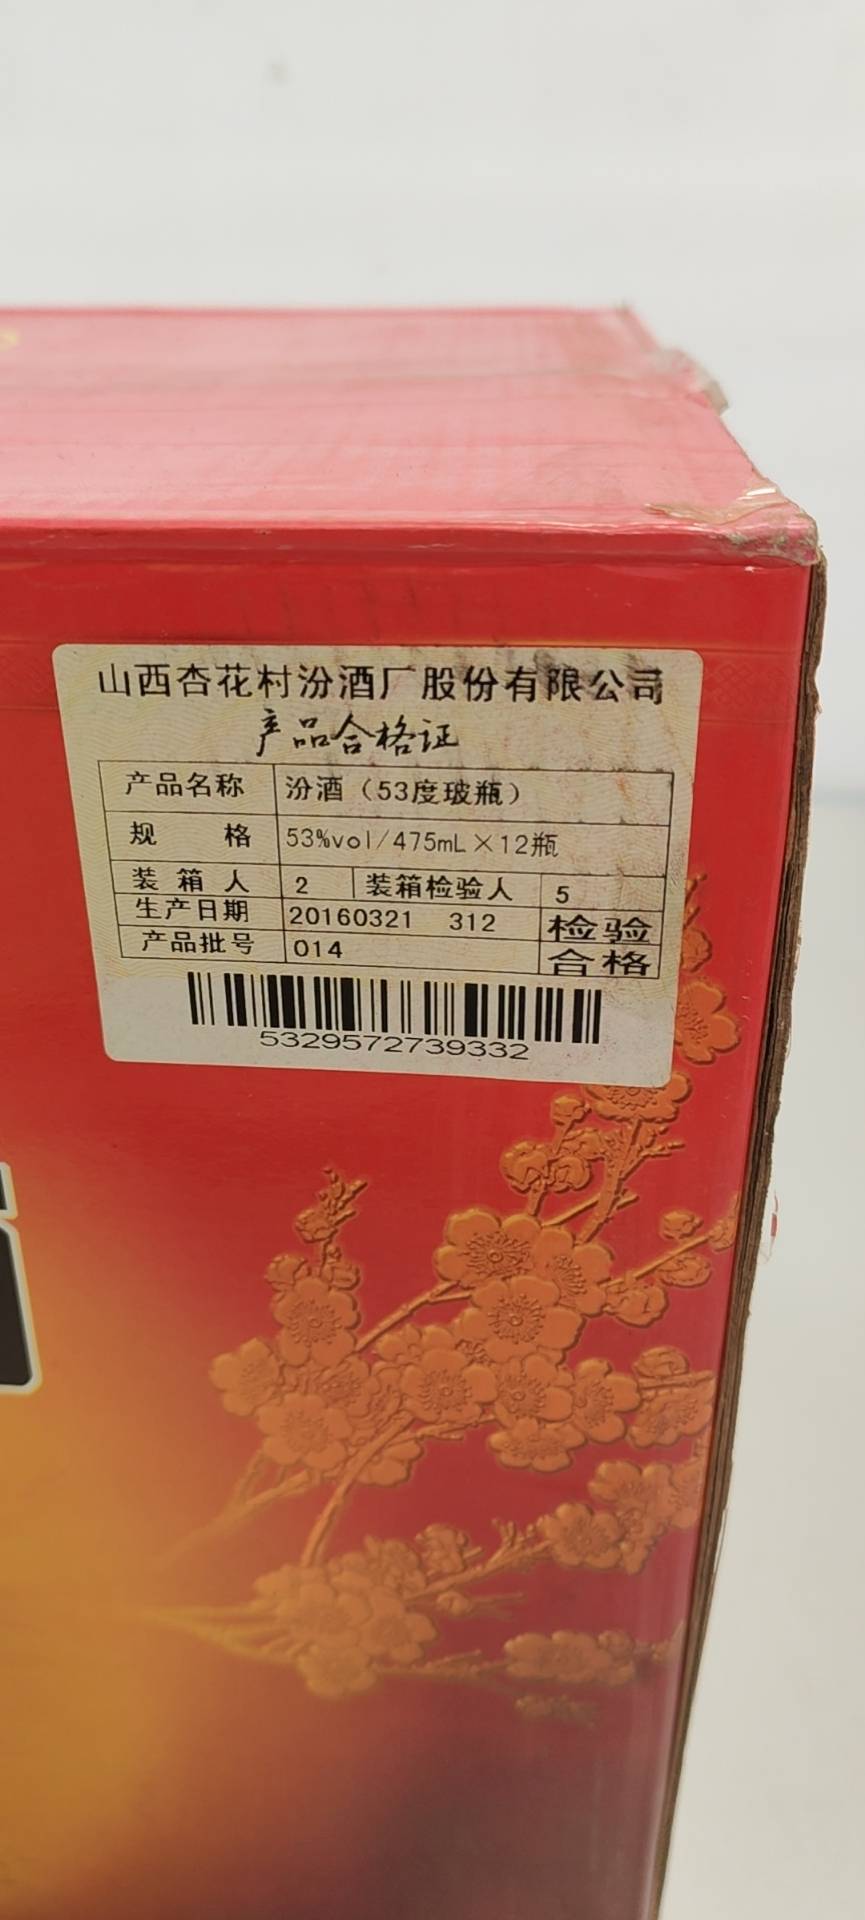 山西杏花村汾酒厂股份有限公司
产品合格证
产品名称 汾酒（53度玻瓶）
规 格 53%vol/475mL×12瓶
装箱人 2 装箱检验人 5
生产日期 20160321 312 检验
产品批号 014 合格
5329572739332